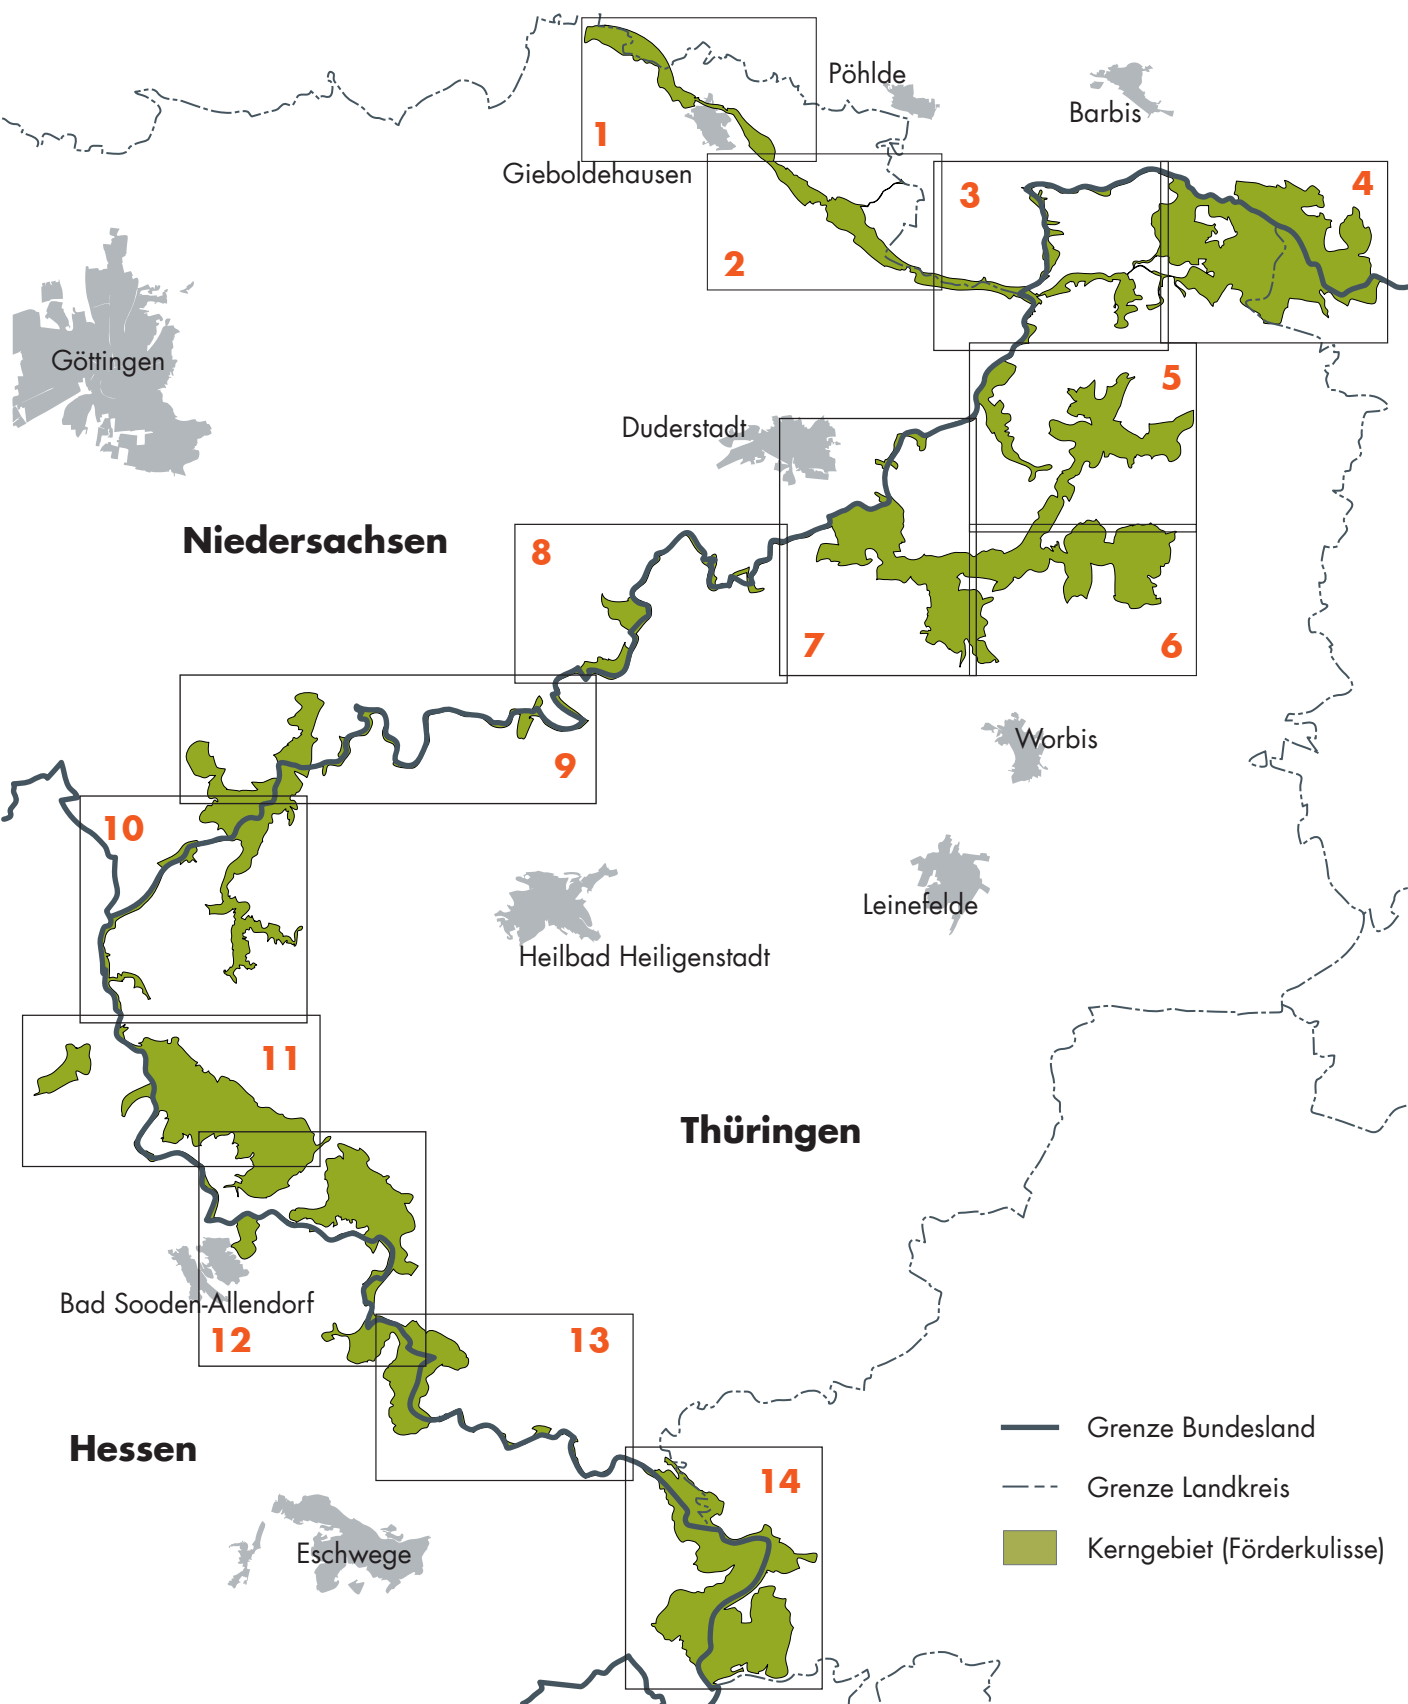 Pöhlde
Barbis
1
Gieboldehausen
3
4
2
Göttingen
5
Duderstadt
Niedersachsen
8
7
6
Worbis
9
10
Leinefelde
Heilbad Heiligenstadt
11
Thüringen
Bad Sooden-Allendorf
12
13
Hessen
14
Eschwege
Grenze Bundesland
Grenze Landkreis
Kerngebiet (Förderkulisse)